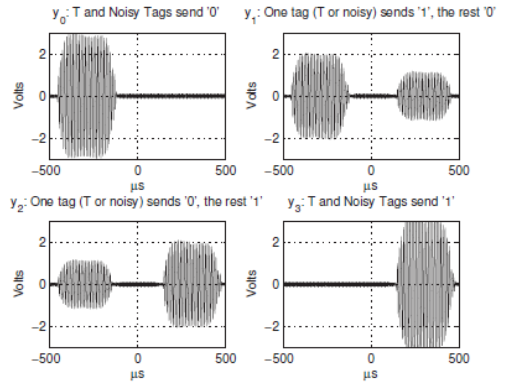 y0: T and Noisy Tags send '0'
y1: One tag (T or noisy) sends '1', the rest '0'
2
0
−2
Volts
−500
0
500
μs
2
0
−2
Volts
−500
0
500
μs
y2: One tag (T or noisy) sends '0', the rest '1'
y3: T and Noisy Tags send '1'
2
0
−2
Volts
−500
0
500
μs
2
0
−2
Volts
−500
0
500
μs